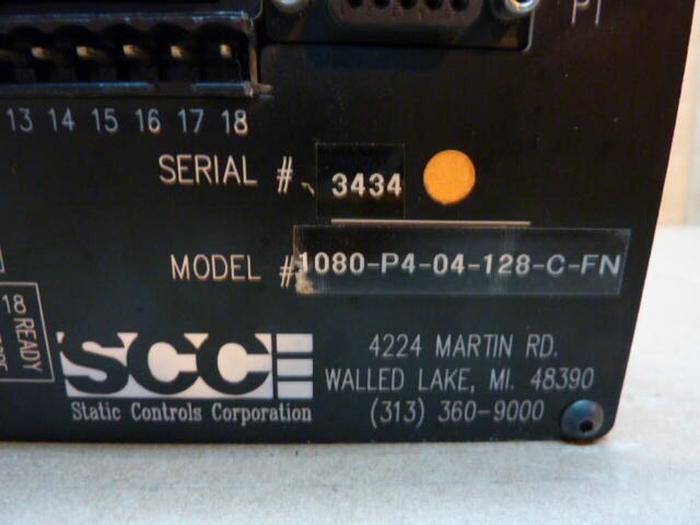 P1
13 14 15 16 17 18
SERIAL # 3434
MODEL # 1080-P4-04-128-C-FN
18 READY
SCC
Static Controls Corporation
4224 MARTIN RD.
WALLED LAKE, MI. 48390
(313) 360-9000